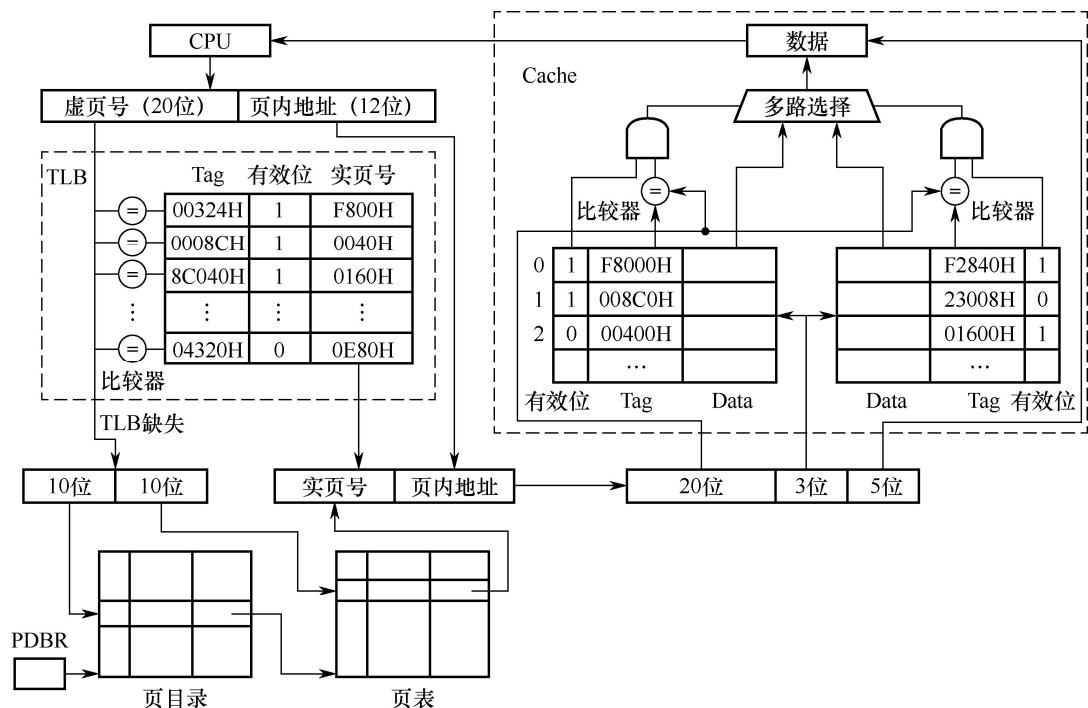 CPU
数据
Cache
虚页号（20位） 页内地址（12位）
多路选择
TLB
Tag 有效位 实页号
= 00324H 1 F800H
= 0008CH 1 0040H
= 8C040H 1 0160H
⋮ ⋮ ⋮ ⋮
= 04320H 0 0E80H
比较器
TLB缺失
= =
比较器 比较器
0 1 F8000H F2840H 1
1 1 008C0H 23008H 0
2 0 00400H 01600H 1
… …
有效位 Tag Data Data Tag 有效位
10位 10位
实页号 页内地址
20位 3位 5位
PDBR
页目录
页表